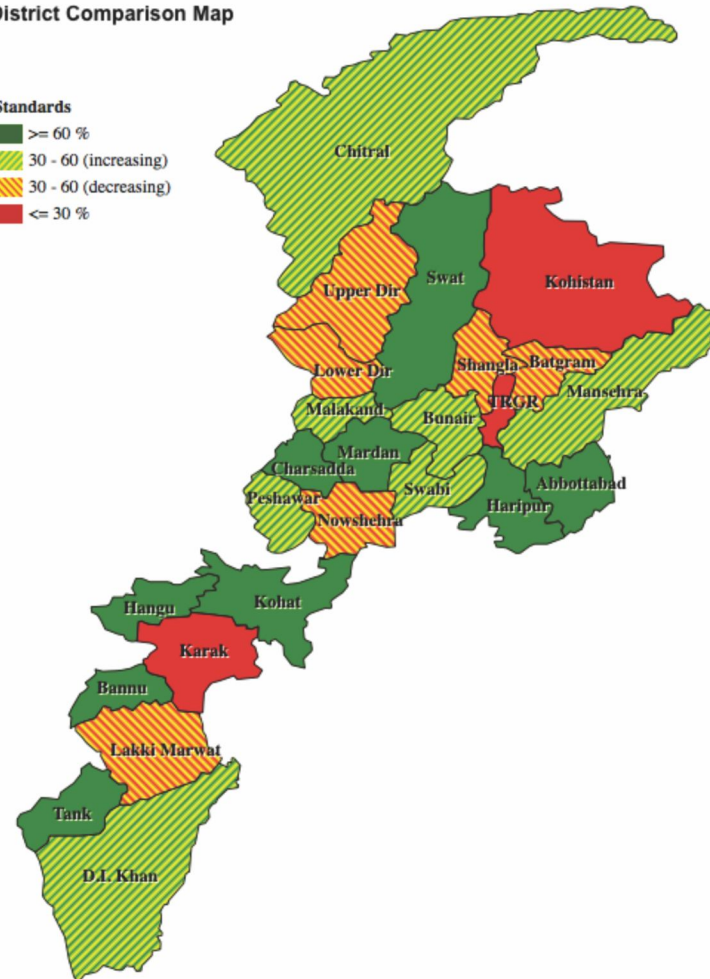 District Comparison Map
Standards
>= 60 %
30 - 60 (increasing)
30 - 60 (decreasing)
<= 30 %
Chitral
Swat
Kohistan
Upper Dir
Shangla
Batgram
Lower Dir
Mansehra
TRGR
Malakand
Bunair
Mardan
Charsadda
Abbottabad
Swabi
Peshawar
Haripur
Nowshehra
Kohat
Hangu
Karak
Bannu
Lakki Marwat
Tank
D.I. Khan